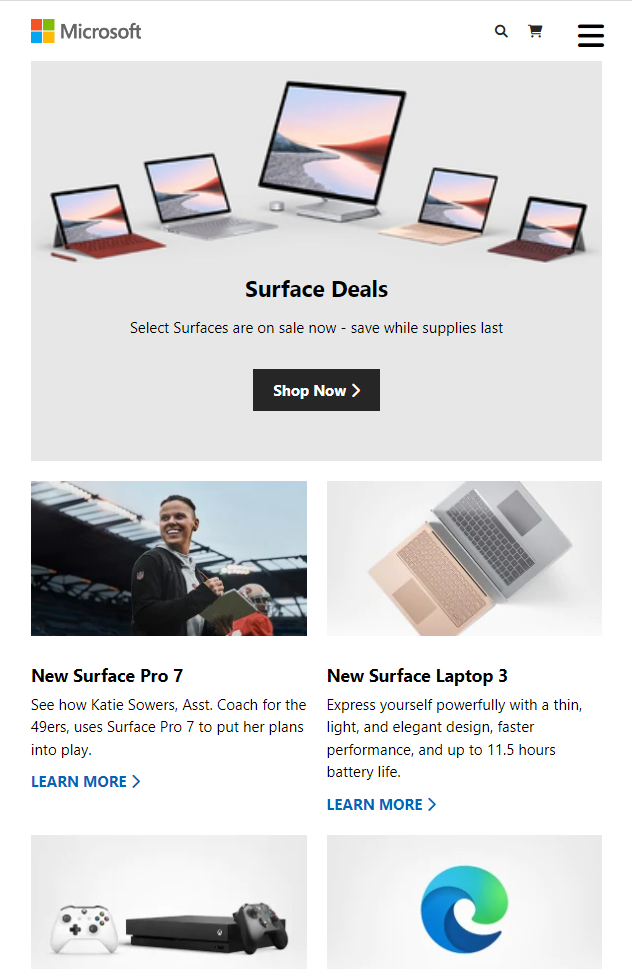 Microsoft
Surface Deals
Select Surfaces are on sale now - save while supplies last
Shop Now
New Surface Pro 7
See how Katie Sowers, Asst. Coach for the
49ers, uses Surface Pro 7 to put her plans
into play.
LEARN MORE
New Surface Laptop 3
Express yourself powerfully with a thin,
light, and elegant design, faster
performance, and up to 11.5 hours
battery life.
LEARN MORE